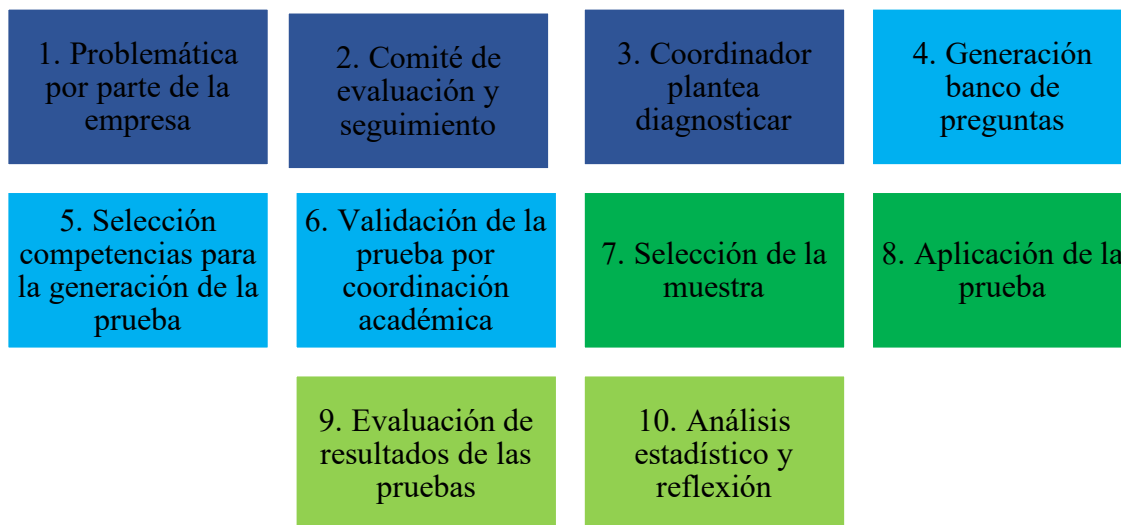 1. Problemática
por parte de la
empresa
2. Comité de
evaluación y
seguimiento
3. Coordinador
plantea
diagnosticar
4. Generación
banco de
preguntas
5. Selección
competencias para
la generación de la
prueba
6. Validación de la
prueba por
coordinación
académica
7. Selección de la
muestra
8. Aplicación de la
prueba
9. Evaluación de
resultados de las
pruebas
10. Análisis
estadístico y
reflexión